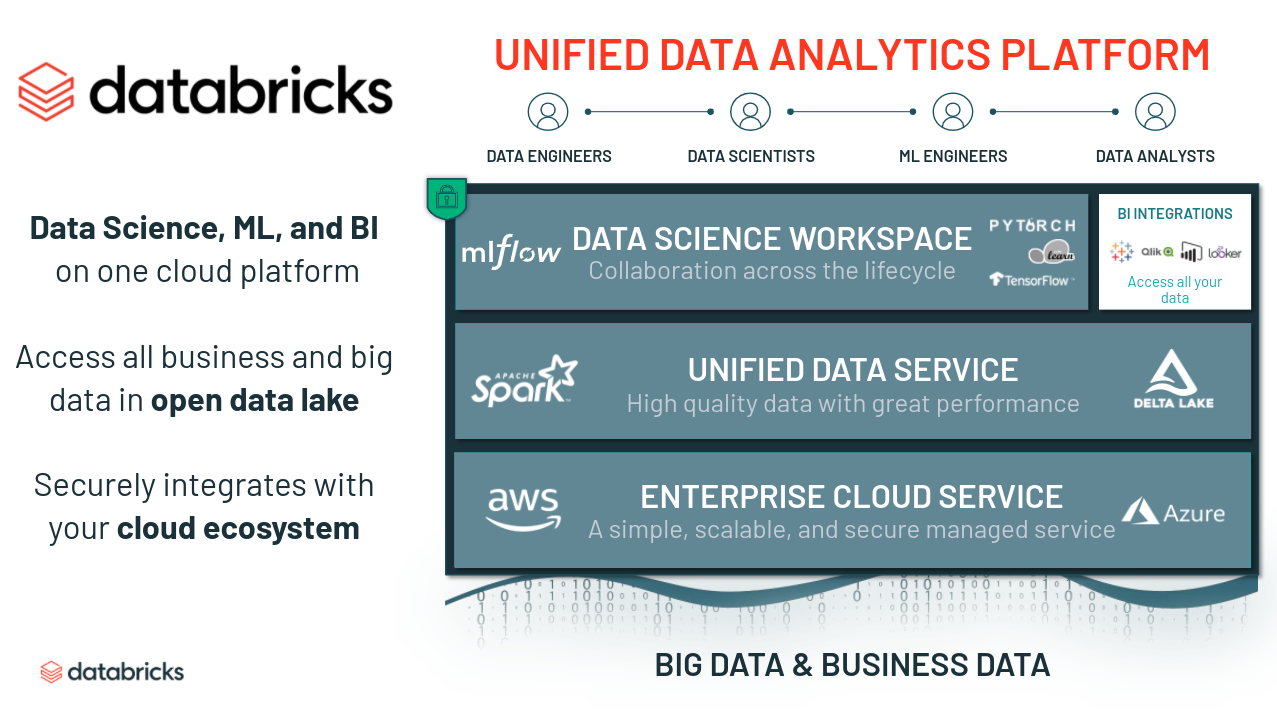 databricks
Data Science, ML, and BI
on one cloud platform
Access all business and big
data in open data lake
Securely integrates with
your cloud ecosystem
databricks
UNIFIED DATA ANALYTICS PLATFORM
DATA ENGINEERS
DATA SCIENTISTS
ML ENGINEERS
DATA ANALYSTS
mlflow
DATA SCIENCE WORKSPACE
Collaboration across the lifecycle
PYTORCH
learn
TensorFlow
BI INTEGRATIONS
Qlik
looker
Access all your
data
APACHE
Spark
UNIFIED DATA SERVICE
High quality data with great performance
DELTA LAKE
aws
ENTERPRISE CLOUD SERVICE
A simple, scalable, and secure managed service
Azure
BIG DATA & BUSINESS DATA